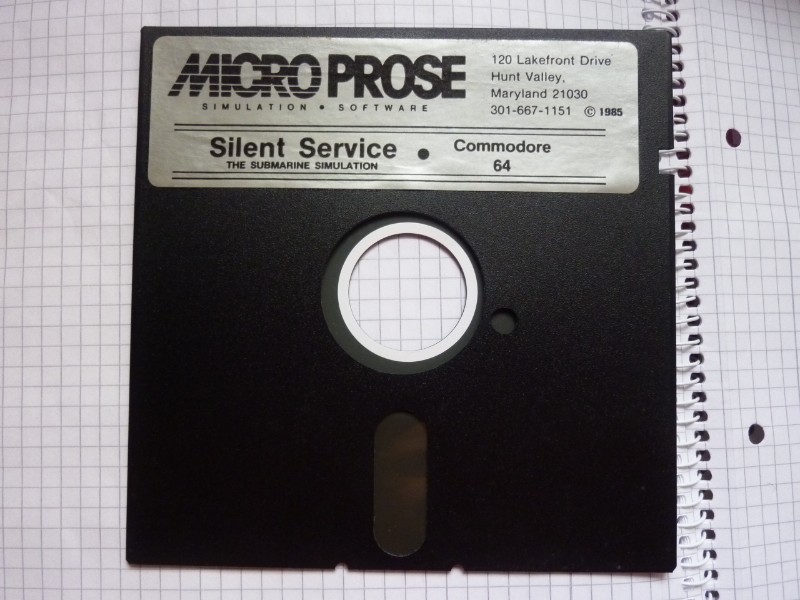 MICRO PROSE
SIMULATION • SOFTWARE
120 Lakefront Drive
Hunt Valley,
Maryland 21030
301-667-1151 © 1985
Silent Service • Commodore
THE SUBMARINE SIMULATION 64